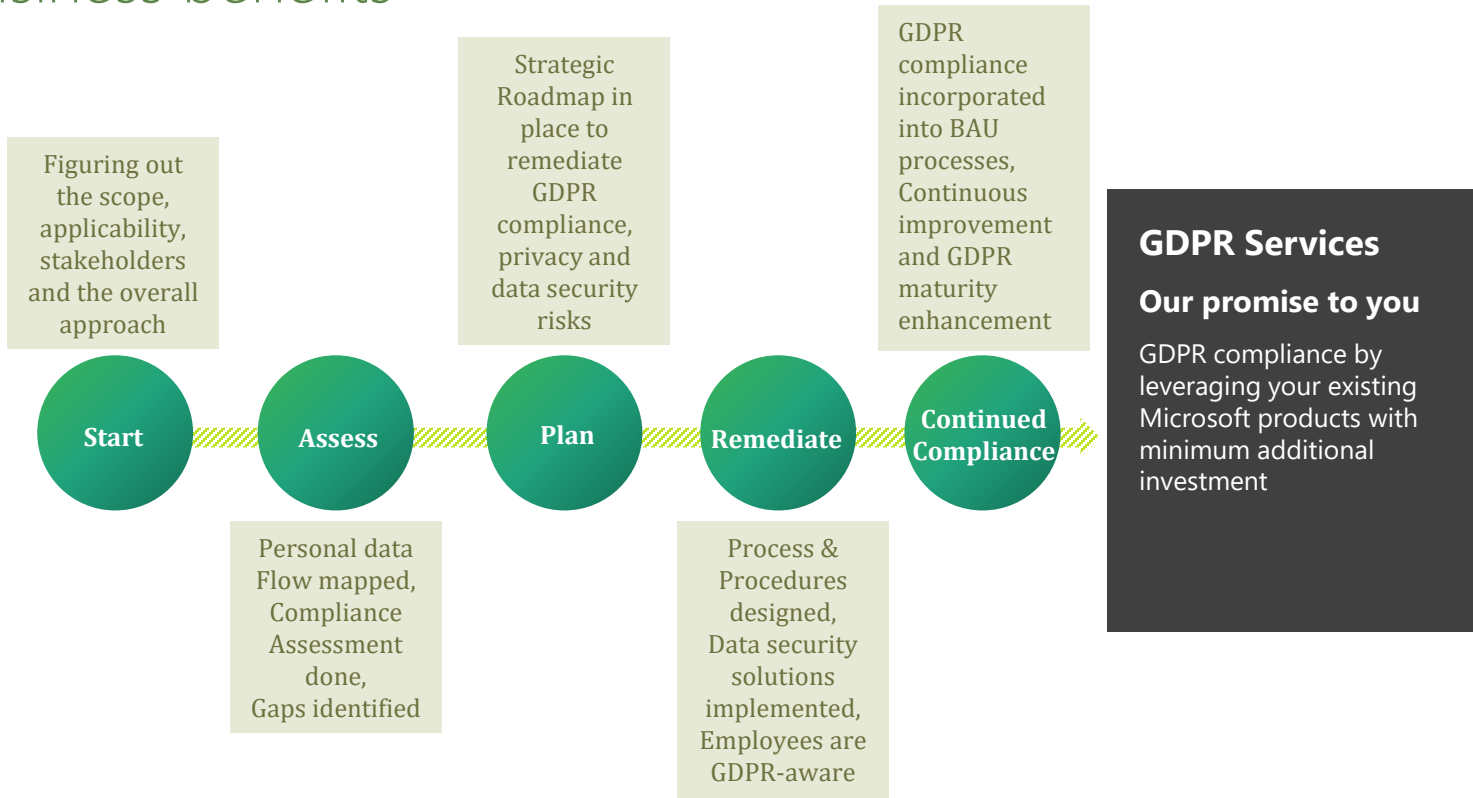 benefits
Figuring out
the scope,
applicability,
stakeholders
and the overall
approach
Strategic
Roadmap in
place to
remediate
GDPR
compliance,
privacy and
data security
risks
GDPR
compliance
incorporated
into BAU
processes,
Continuous
improvement
and GDPR
maturity
enhancement
Start
Assess
Plan
Remediate
Continued
Compliance
Personal data
Flow mapped,
Compliance
Assessment
done,
Gaps identified
Process &
Procedures
designed,
Data security
solutions
implemented,
Employees are
GDPR-aware
GDPR Services
Our promise to you
GDPR compliance by
leveraging your existing
Microsoft products with
minimum additional
investment